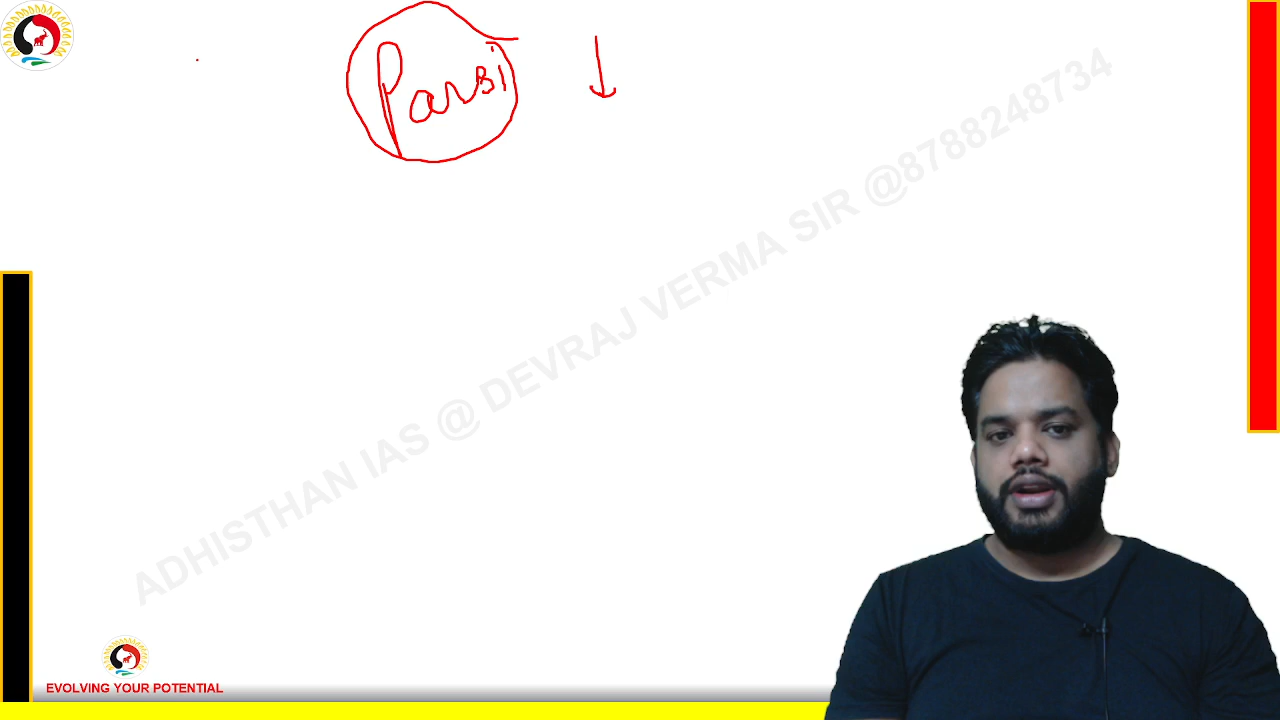 Parsi ↓
ADHISTHAN IAS @ DEVRAJ VERMA SIR @8788248734
EVOLVING YOUR POTENTIAL